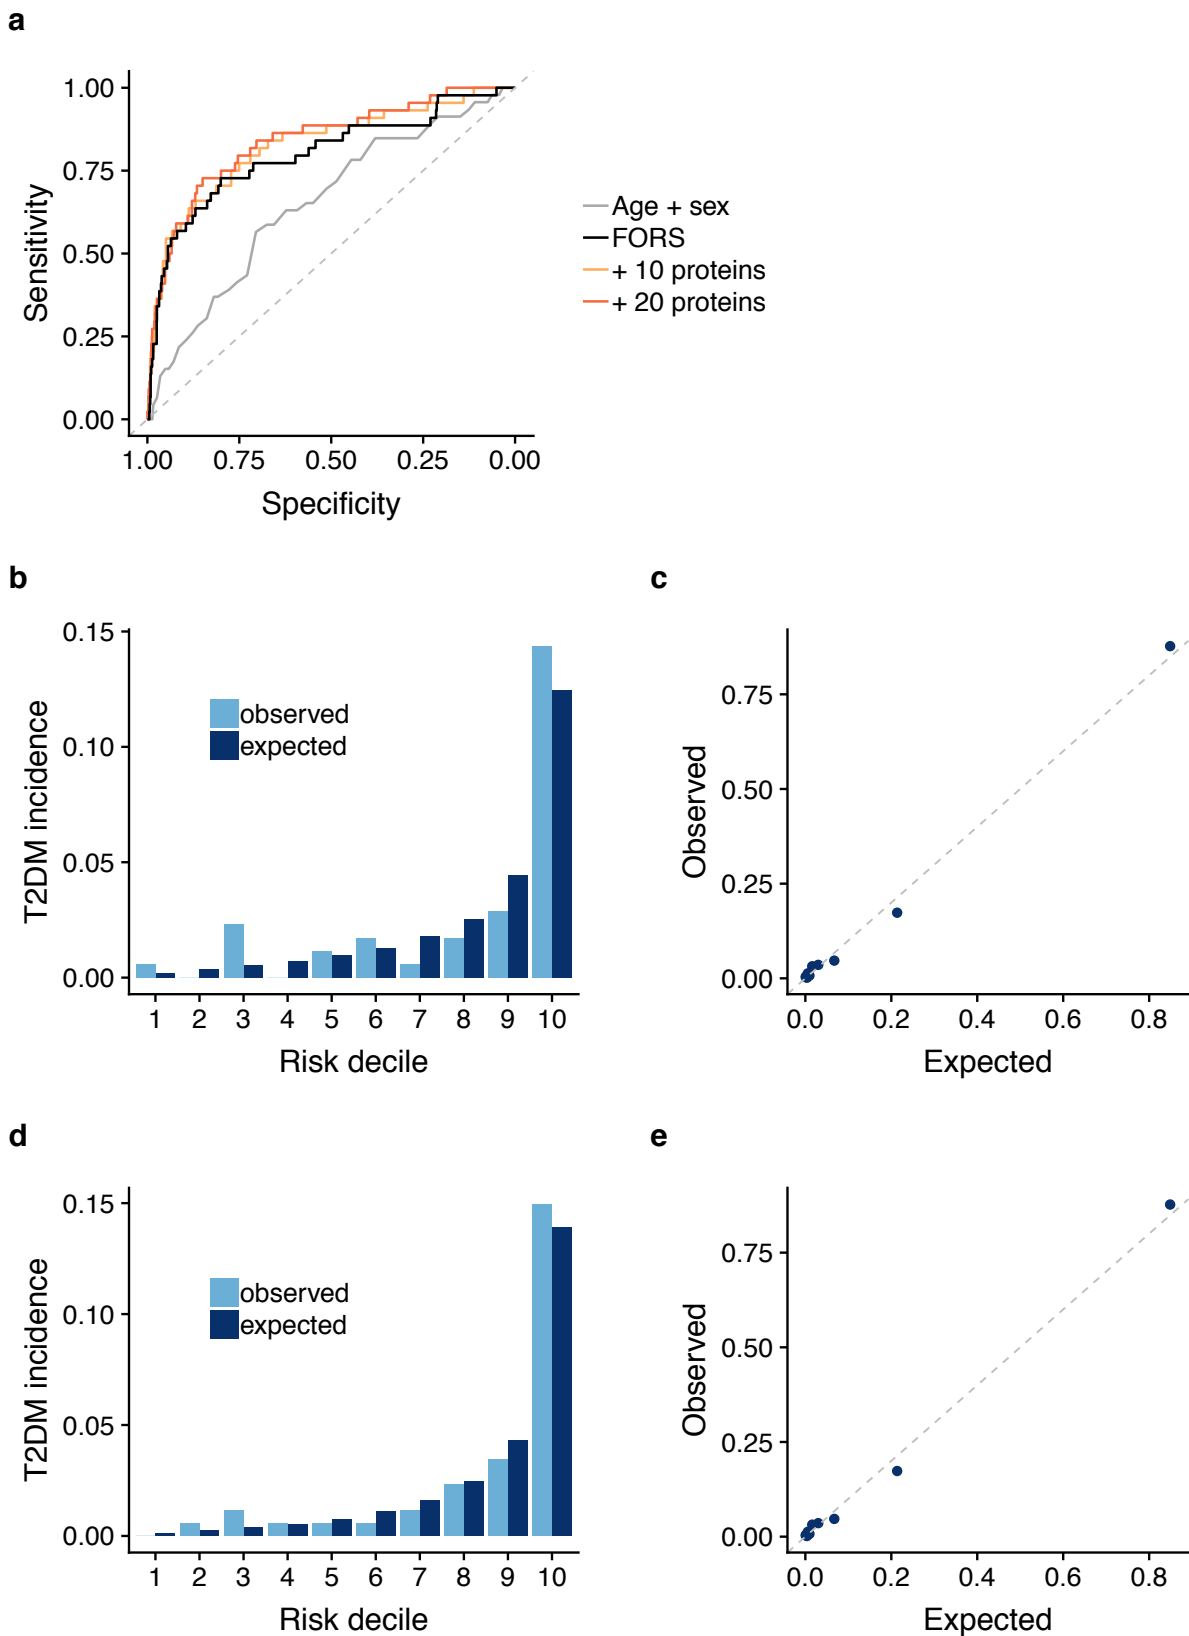 a
1.00
0.75
0.50
0.25
0.00
Sensitivity
1.00 0.75 0.50 0.25 0.00
Specificity
Age + sex
FORS
+ 10 proteins
+ 20 proteins
b
0.15
0.10
0.05
0.00
T2DM incidence
observed
expected
1 2 3 4 5 6 7 8 9 10
Risk decile
c
0.75
0.50
0.25
0.00
Observed
0.0 0.2 0.4 0.6 0.8
Expected
d
0.15
0.10
0.05
0.00
T2DM incidence
observed
expected
1 2 3 4 5 6 7 8 9 10
Risk decile
e
0.75
0.50
0.25
0.00
Observed
0.0 0.2 0.4 0.6 0.8
Expected